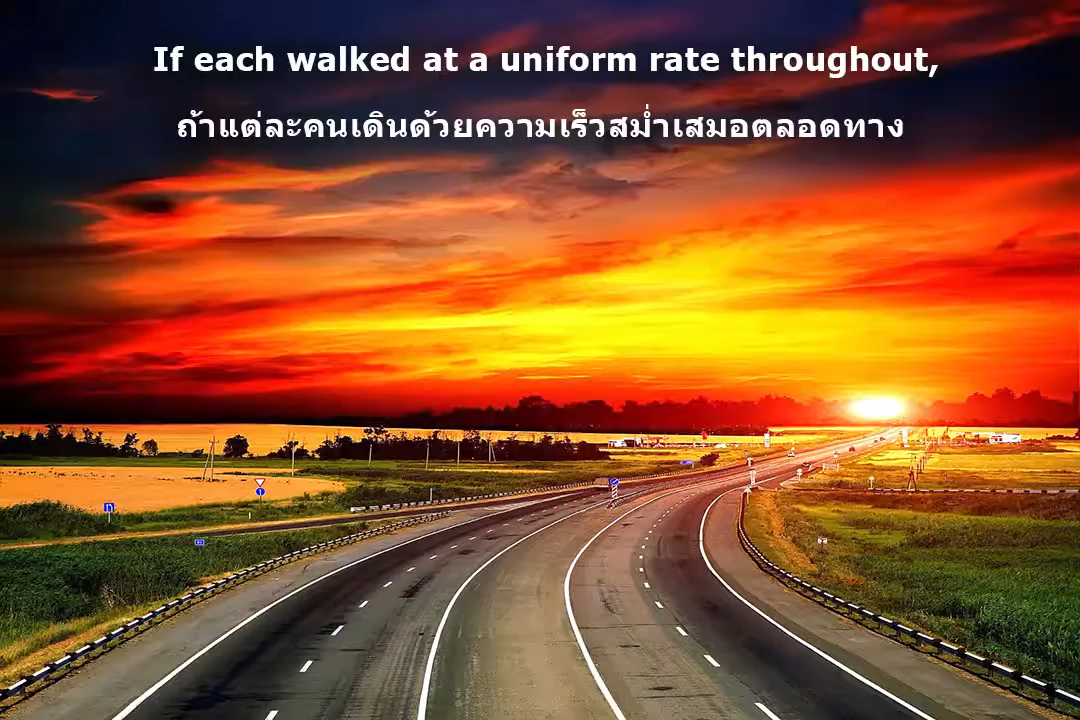 If each walked at a uniform rate throughout,
ถ้าแต่ละคนเดินด้วยความเร็วสม่ำเสมอตลอดทาง